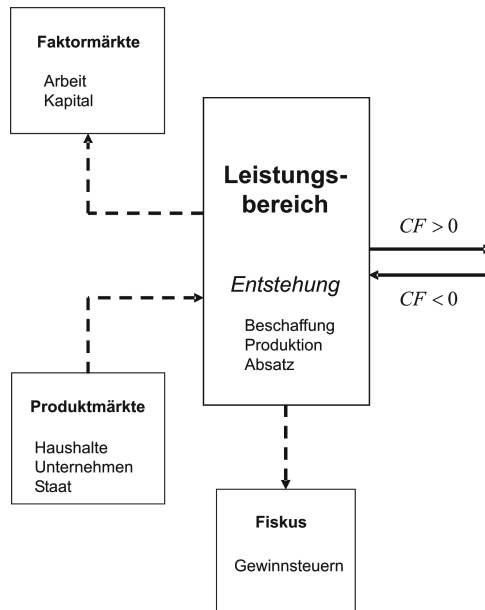 Faktormärkte
Arbeit
Kapital
Leistungs-
bereich
Entstehung
Beschaffung
Produktion
Absatz
CF > 0
CF < 0
Produktmärkte
Haushalte
Unternehmen
Staat
Fiskus
Gewinnsteuern